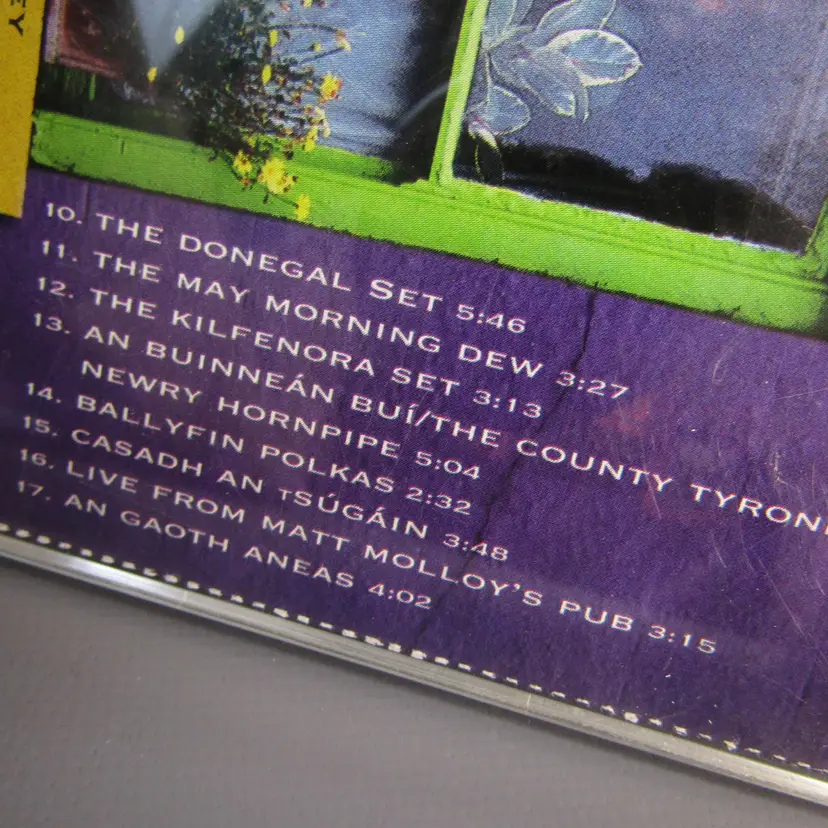 EY
10. THE DONEGAL SET 5:46
11. THE MAY MORNING DEW 3:27
12. THE KILFENORA SET 3:13
13. AN BUINNEÁN BUÍ/THE COUNTY TYRONE
NEWRY HORNPIPE 5:04
14. BALLYFIN POLKAS 2:32
15. CASADH AN TSÚGÁIN 3:48
16. LIVE FROM MATT MOLLOY'S PUB 3:15
17. AN GAOTH ANEAS 4:02